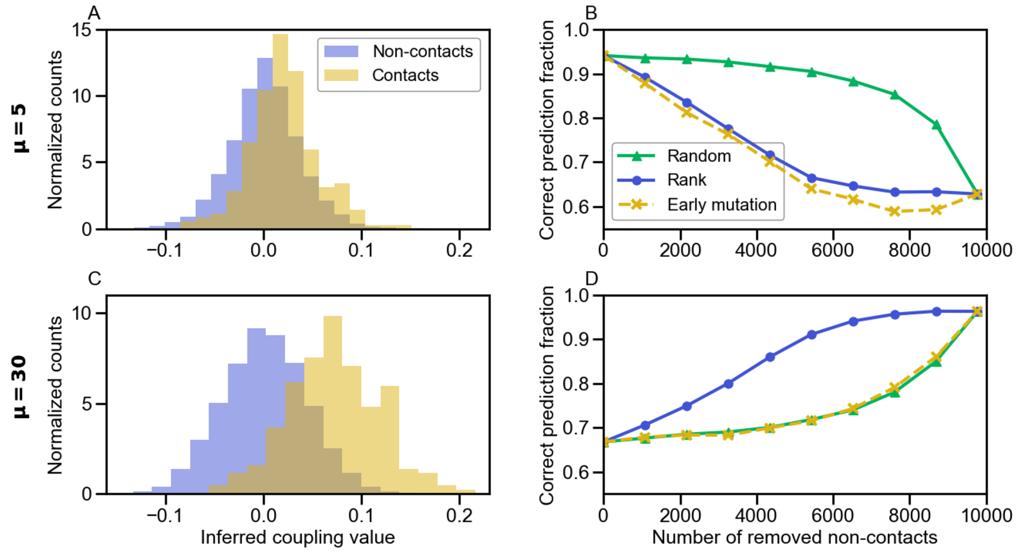 A
B
μ = 5
Normalized counts
15
10
5
0
−0.1
0.0
0.1
0.2
Non-contacts
Contacts
Correct prediction fraction
1.0
0.9
0.8
0.7
0.6
0
2000
4000
6000
8000
10000
Random
Rank
Early mutation
C
D
μ = 30
Normalized counts
10
5
0
−0.1
0.0
0.1
0.2
Inferred coupling value
Correct prediction fraction
1.0
0.9
0.8
0.7
0.6
0
2000
4000
6000
8000
10000
Number of removed non-contacts